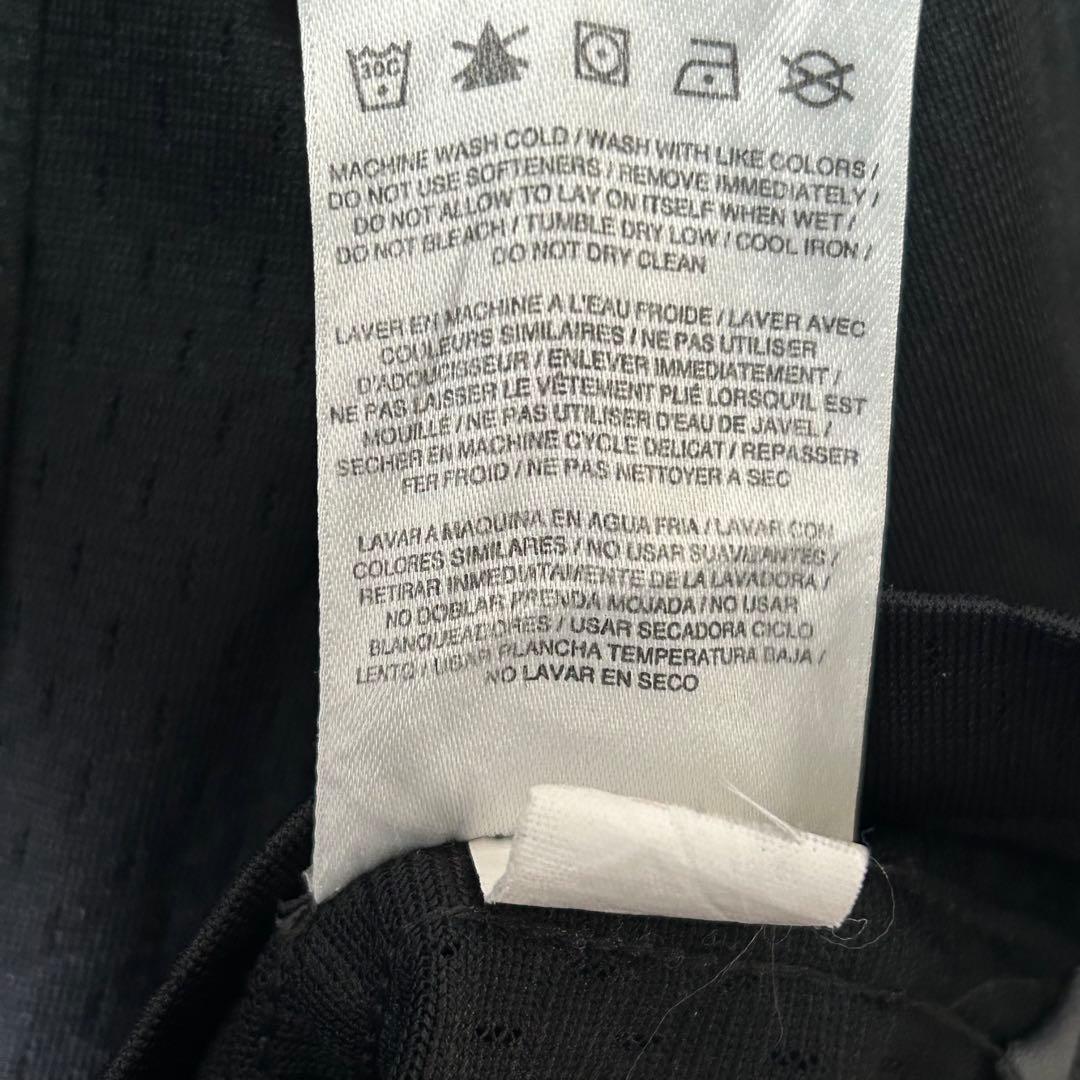 30C
MACHINE WASH COLD / WASH WITH LIKE COLORS /
DO NOT USE SOFTENERS / REMOVE IMMEDIATELY /
DO NOT ALLOW TO LAY ON ITSELF WHEN WET /
DO NOT BLEACH / TUMBLE DRY LOW / COOL IRON /
DO NOT DRY CLEAN
LAVER EN MACHINE A L'EAU FROIDE / LAVER AVEC
COULEURS SIMILAIRES / NE PAS UTILISER
D'ADOUCISSEUR / ENLEVER IMMEDIATEMENT /
NE PAS LAISSER LE VÊTEMENT PLIÉ LORSQU'IL EST
MOUILLE / NE PAS UTILISER D'EAU DE JAVEL /
SECHER EN MACHINE CYCLE DELICAT / REPASSER
FER FROID / NE PAS NETTOYER A SEC
LAVAR A MAQUINA EN AGUA FRIA / LAVAR CON
COLORES SIMILARES / NO USAR SUAVIZANTES /
RETIRAR INMEDIATAMENTE DE LA LAVADORA /
NO DOBLAR PRENDA MOJADA / NO USAR
BLANQUEADORES / USAR SECADORA CICLO
LENTO / USAR PLANCHA TEMPERATURA BAJA /
NO LAVAR EN SECO